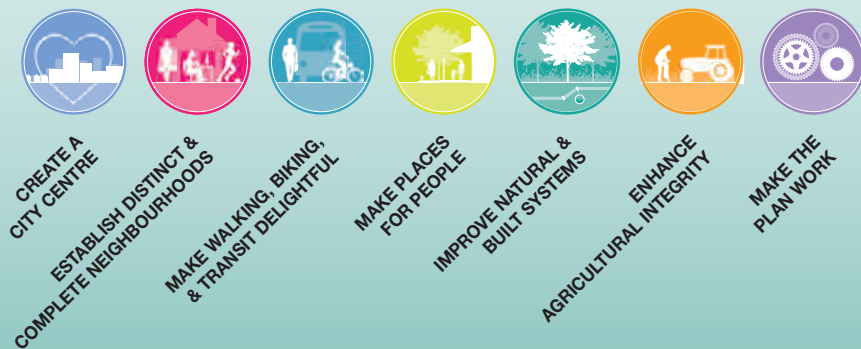 CREATE A
CITY CENTRE
ESTABLISH DISTINCT &
COMPLETE NEIGHBOURHOODS
MAKE WALKING, BIKING,
& TRANSIT DELIGHTFUL
MAKE PLACES
FOR PEOPLE
IMPROVE NATURAL &
BUILT SYSTEMS
ENHANCE
AGRICULTURAL INTEGRITY
MAKE THE
PLAN WORK